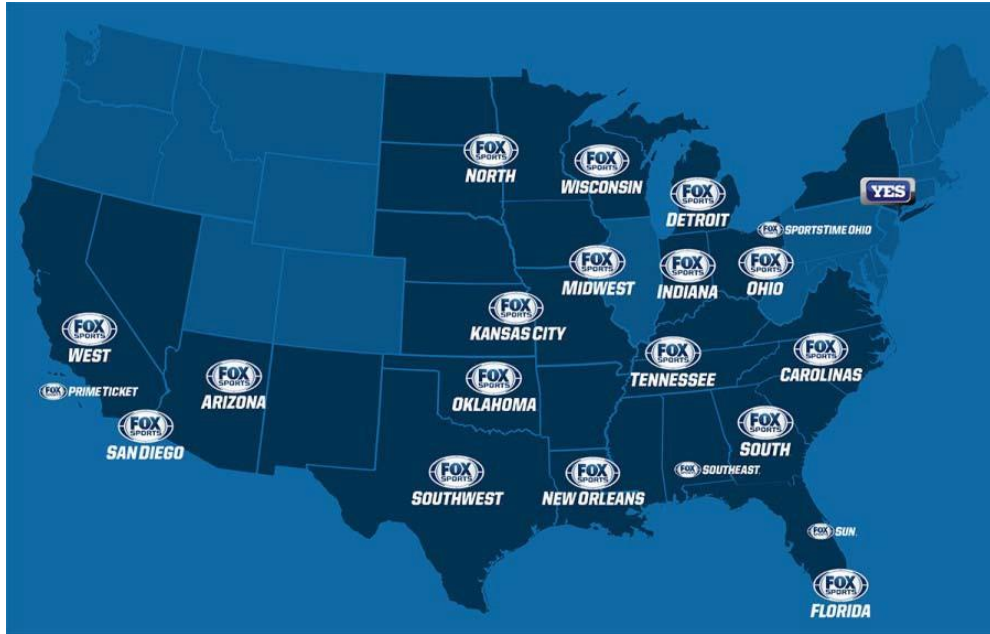 FOX
SPORTS
NORTH
FOX
SPORTS
WISCONSIN
FOX
SPORTS
DETROIT
YES
FOX
SPORTSTIME OHIO
FOX
SPORTS
MIDWEST
FOX
SPORTS
INDIANA
FOX
SPORTS
OHIO
FOX
SPORTS
KANSAS CITY
FOX
SPORTS
WEST
FOX
SPORTS
TENNESSEE
FOX
SPORTS
CAROLINAS
FOX
PRIME TICKET
FOX
SPORTS
ARIZONA
FOX
SPORTS
OKLAHOMA
FOX
SPORTS
SAN DIEGO
FOX
SPORTS
SOUTH
FOX
SPORTS
SOUTHWEST
FOX
SPORTS
NEW ORLEANS
FOX
SOUTHEAST
FOX
SUN
FOX
SPORTS
FLORIDA